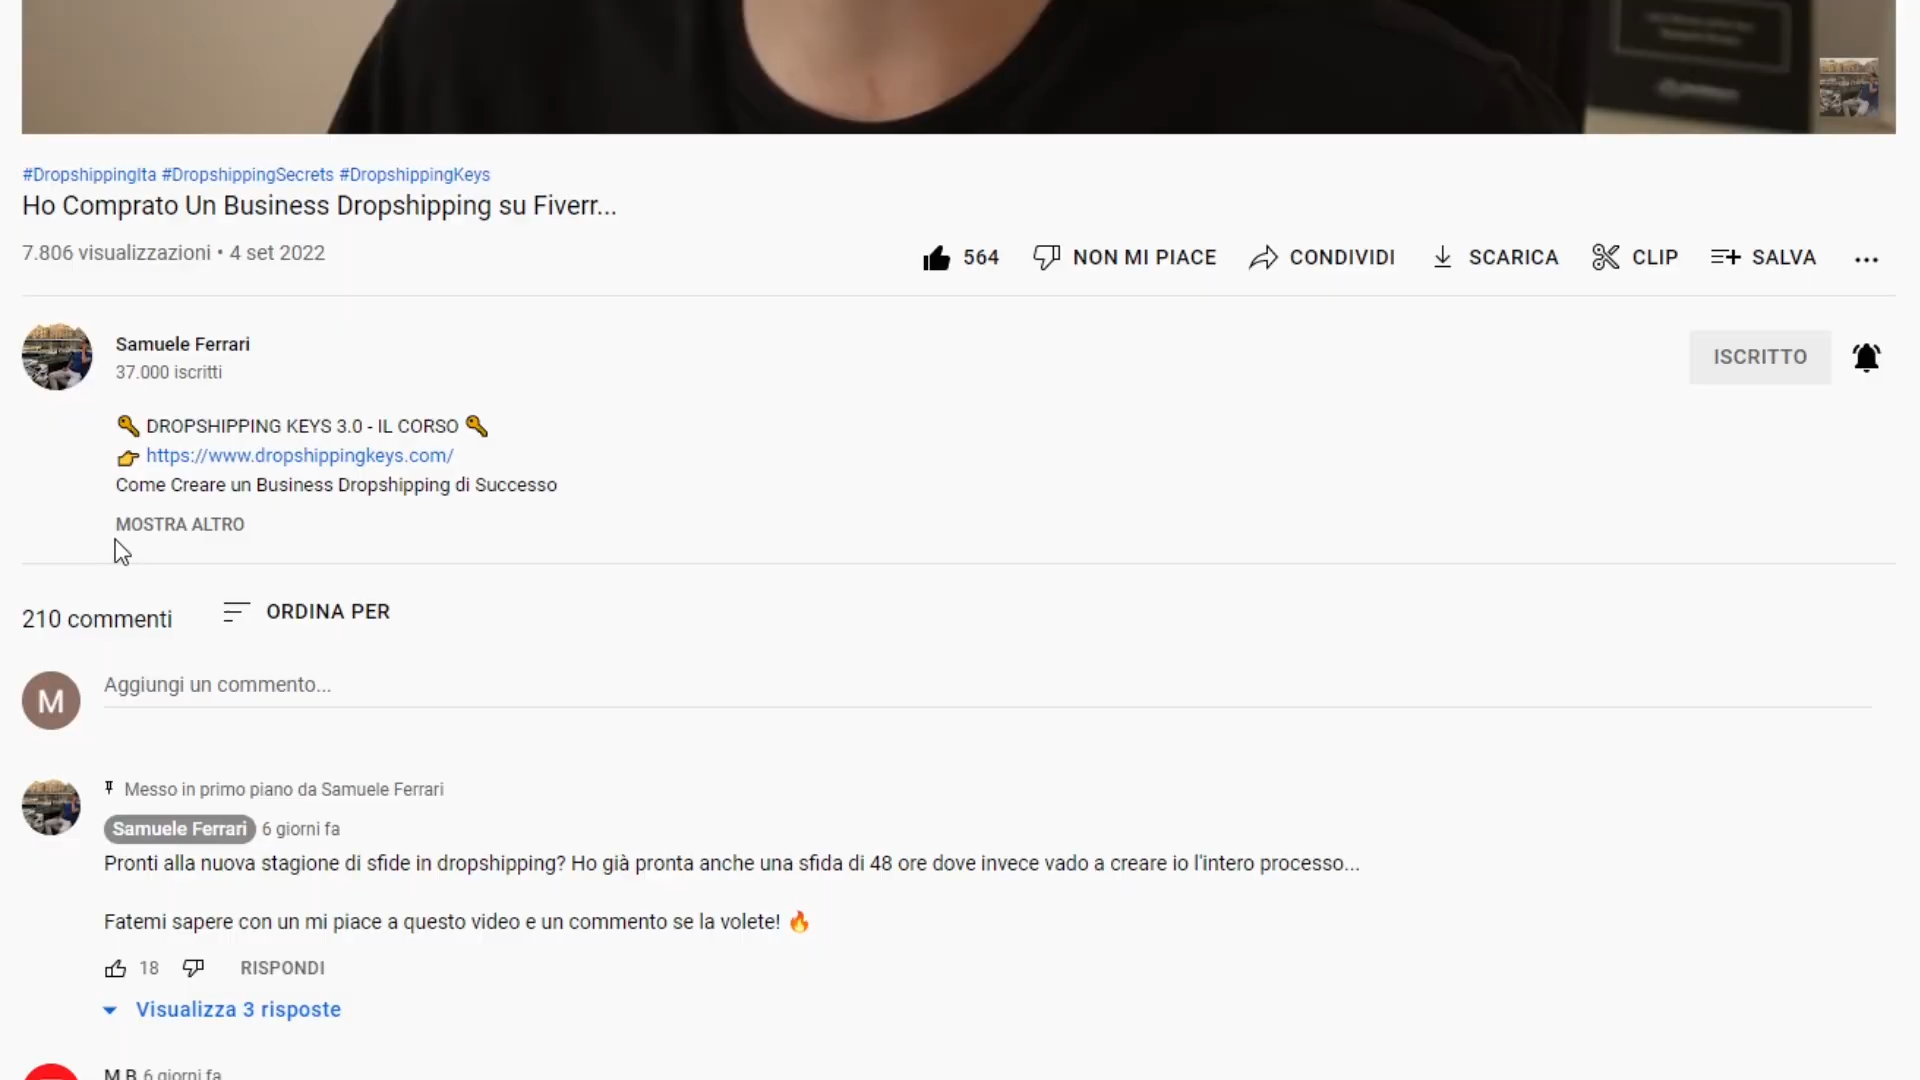 #DropshippingIta #DropshippingSecrets #DropshippingKeys
Ho Comprato Un Business Dropshipping su Fiverr...
7.806 visualizzazioni • 4 set 2022
564 NON MI PIACE CONDIVIDI SCARICA CLIP SALVA ...
Samuele Ferrari
37.000 iscritti
ISCRITTO
🔑 DROPSHIPPING KEYS 3.0 - IL CORSO 🔑
👉 https://www.dropshippingkeys.com/
Come Creare un Business Dropshipping di Successo
MOSTRA ALTRO
210 commenti ORDINA PER
M
Aggiungi un commento...
Messo in primo piano da Samuele Ferrari
Samuele Ferrari 6 giorni fa
Pronti alla nuova stagione di sfide in dropshipping? Ho già pronta anche una sfida di 48 ore dove invece vado a creare io l'intero processo...
Fatemi sapere con un mi piace a questo video e un commento se la volete! 🔥
18 RISPONDI
Visualizza 3 risposte
M B 6 giorni fa